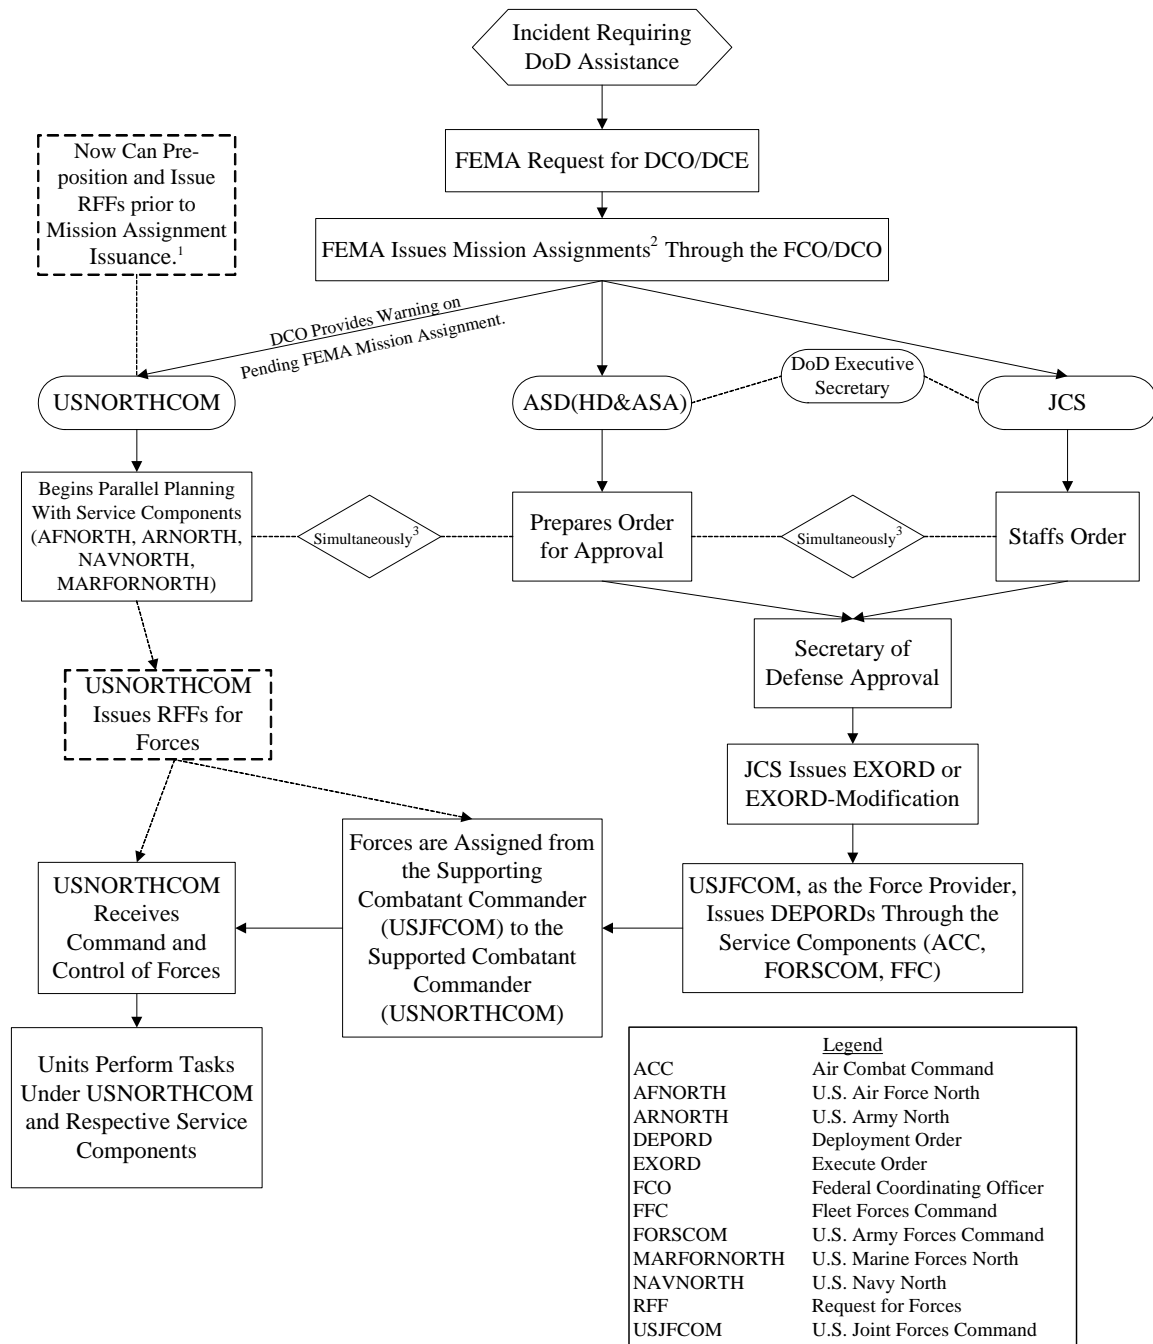 Incident Requiring
DoD Assistance
FEMA Request for DCO/DCE
Now Can Pre-
position and Issue
RFFs prior to
Mission Assignment
Issuance.1
FEMA Issues Mission Assignments2 Through the FCO/DCO
DCO Provides Warning on
Pending FEMA Mission Assignment.
USNORTHCOM
ASD(HD&ASA)
DoD Executive
Secretary
JCS
Begins Parallel Planning
With Service Components
(AFNORTH, ARNORTH,
NAVNORTH,
MARFORNORTH)
Simultaneously3
Prepares Order
for Approval
Simultaneously3
Staffs Order
Secretary of
Defense Approval
USNORTHCOM
Issues RFFs for
Forces
JCS Issues EXORD or
EXORD-Modification
USNORTHCOM
Receives
Command and
Control of Forces
Forces are Assigned from
the Supporting
Combatant Commander
(USJFCOM) to the
Supported Combatant
Commander
(USNORTHCOM)
USJFCOM, as the Force Provider,
Issues DEPORDs Through the
Service Components (ACC,
FORSCOM, FFC)
Units Perform Tasks
Under USNORTHCOM
and Respective Service
Components
Legend
ACC Air Combat Command
AFNORTH U.S. Air Force North
ARNORTH U.S. Army North
DEPORD Deployment Order
EXORD Execute Order
FCO Federal Coordinating Officer
FFC Fleet Forces Command
FORSCOM U.S. Army Forces Command
MARFORNORTH U.S. Marine Forces North
NAVNORTH U.S. Navy North
RFF Request for Forces
USJFCOM U.S. Joint Forces Command